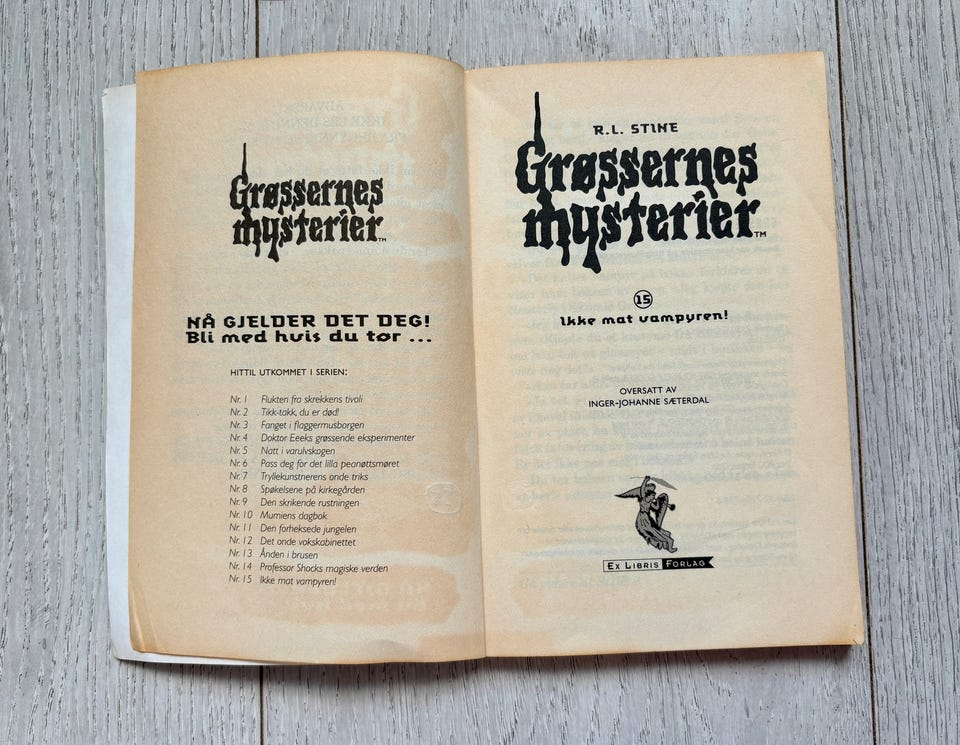 Grøssernes
mysterier™
NÅ GJELDER DET DEG!
Bli med hvis du tør ...
HITTIL UTKOMMET I SERIEN:
Nr. 1 Flukten fra skrekkens tivoli
Nr. 2 Tikk-takk, du er død!
Nr. 3 Fanget i flaggermusborgen
Nr. 4 Doktor Eeeks grøssende eksperimenter
Nr. 5 Natt i varulvskogen
Nr. 6 Pass deg for det lilla peanøttsmøret
Nr. 7 Tryllekunstnerens onde triks
Nr. 8 Spøkelsene på kirkegården
Nr. 9 Den skrikende rustningen
Nr. 10 Mumiens dagbok
Nr. 11 Den forheksede jungelen
Nr. 12 Det onde vokskabinettet
Nr. 13 Ånden i brusen
Nr. 14 Professor Shocks magiske verden
Nr. 15 Ikke mat vampyren!
R.L. STINE
Grøssernes
mysterier™
15
Ikke mat vampyren!
OVERSATT AV
INGER-JOHANNE SÆTERDAL
EX LIBRIS FORLAG